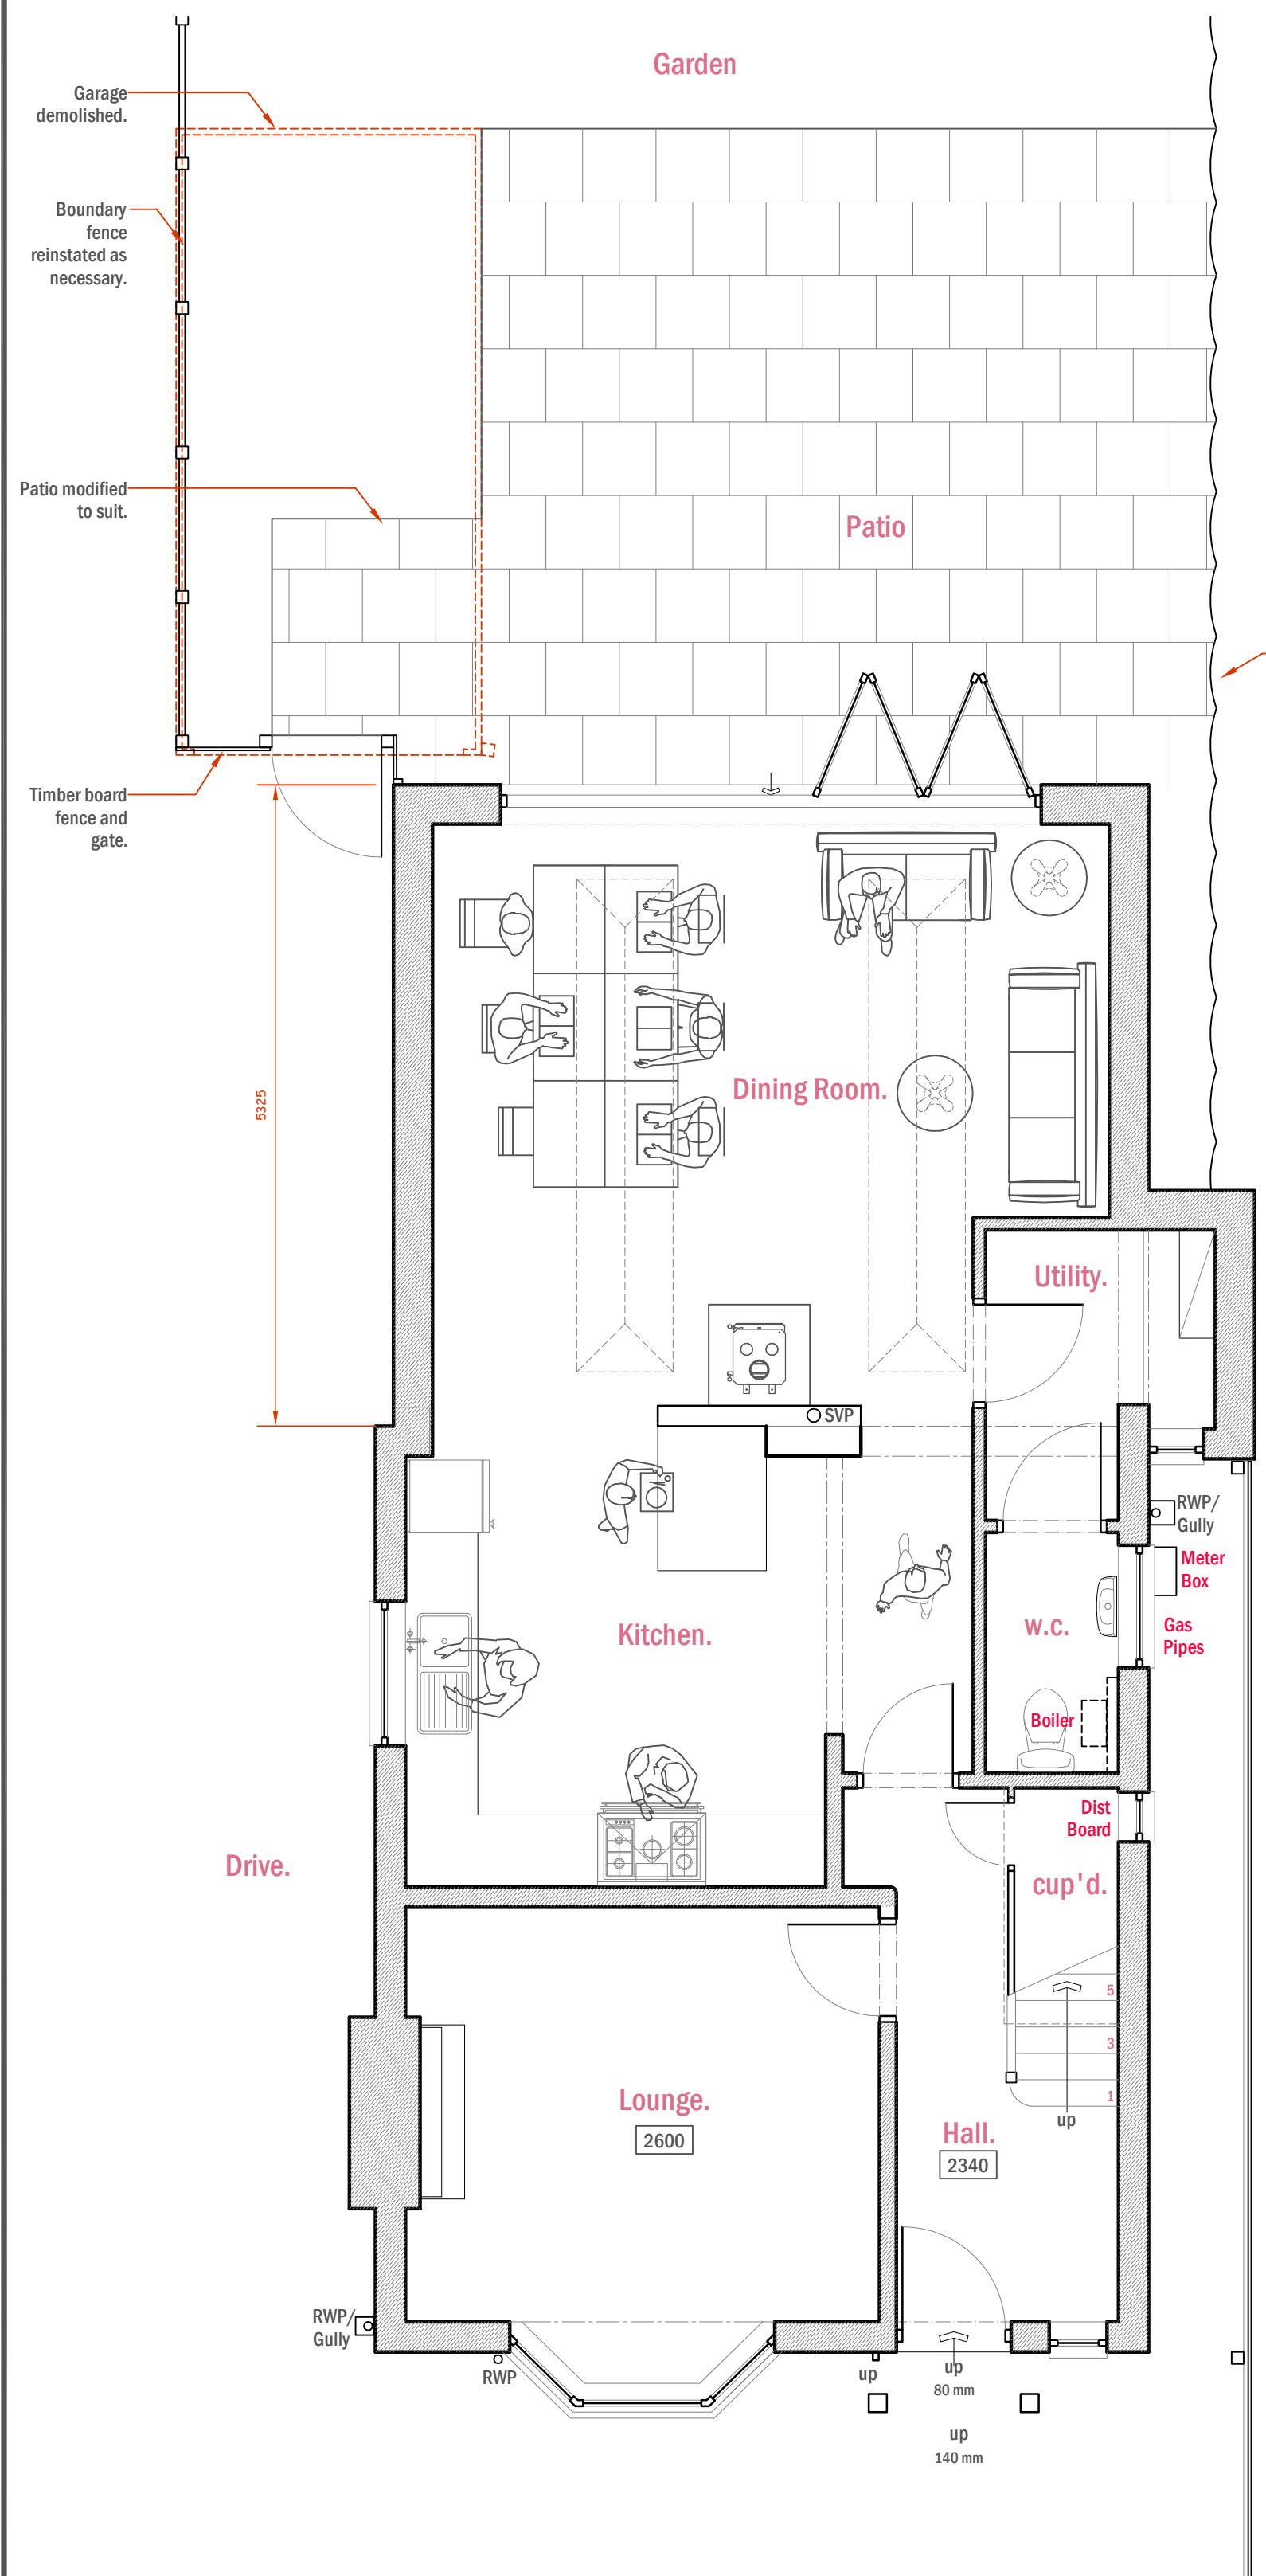 Garden
Garage
demolished.
Boundary
fence
reinstated as
necessary.
Patio modified
to suit.
Patio
Timber board
fence and
gate.
5325
Dining Room.
Utility.
SVP
RWP/
Gully
Meter
Box
Gas
Pipes
w.c.
Kitchen.
Boiler
Dist
Board
Drive.
cup'd.
5
3
1
up
Lounge.
2600
Hall.
2340
RWP/
Gully
RWP
up
up
80 mm
up
140 mm